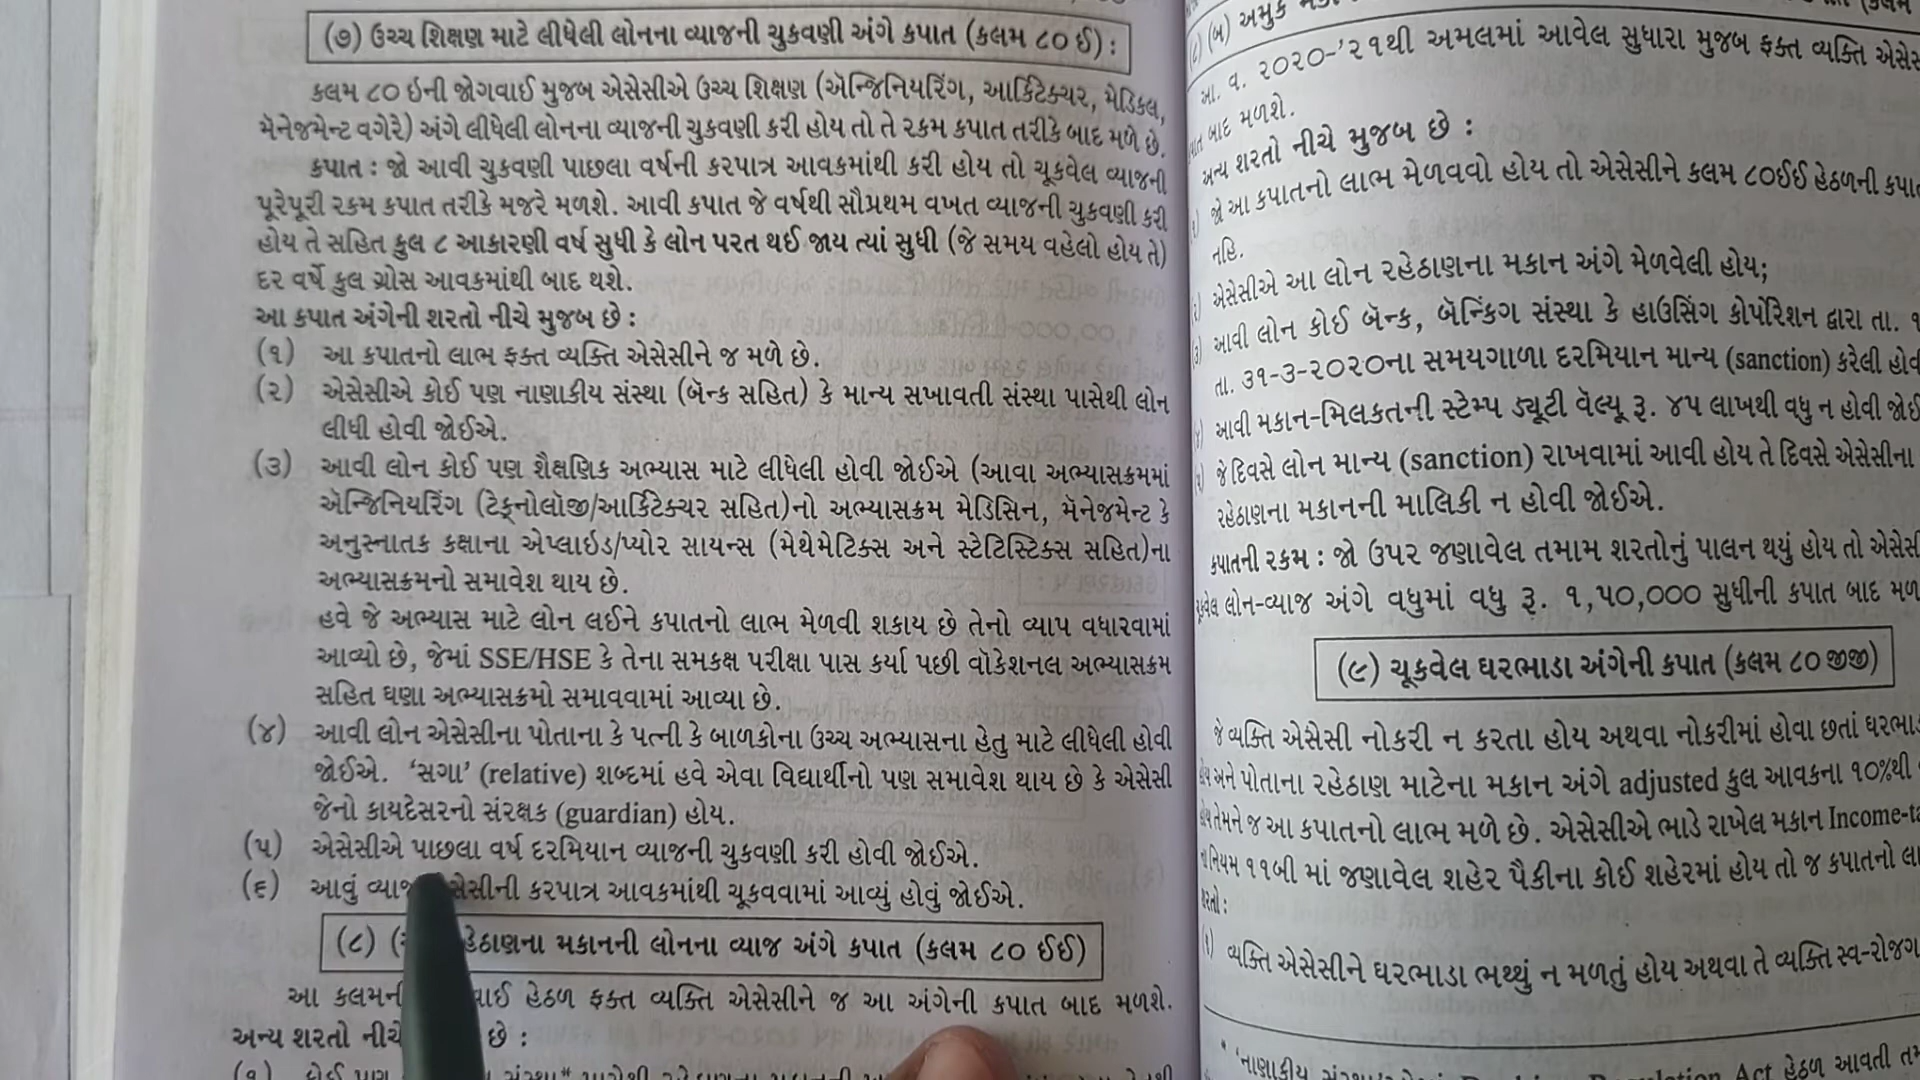 (૭) ઉચ્ચ શિક્ષણ માટે લીધેલી લોનના વ્યાજની ચુકવણી અંગે કપાત (કલમ ૮૦ ઈ) :
કલમ ૮૦ ઇની જોગવાઈ મુજબ એસેસીએ ઉચ્ચ શિક્ષણ (ઍન્જિનિયરિંગ, આર્કિટેક્ચર, મેડિકલ,
મૅનેજમેન્ટ વગેરે) અંગે લીધેલી લોનના વ્યાજની ચુકવણી કરી હોય તો તે રકમ કપાત તરીકે બાદ મળે છે.
કપાત : જો આવી ચુકવણી પાછલા વર્ષની કરપાત્ર આવકમાંથી કરી હોય તો ચૂકવેલ વ્યાજની
પૂરેપૂરી રકમ કપાત તરીકે મજરે મળશે. આવી કપાત જે વર્ષથી સૌપ્રથમ વખત વ્યાજની ચુકવણી કરી
હોય તે સહિત કુલ ૮ આકારણી વર્ષ સુધી કે લોન પરત થઈ જાય ત્યાં સુધી (જે સમય વહેલો હોય તે)
દર વર્ષે કુલ ગ્રોસ આવકમાંથી બાદ થશે.
આ કપાત અંગેની શરતો નીચે મુજબ છે :
(૧) આ કપાતનો લાભ ફક્ત વ્યક્તિ એસેસીને જ મળે છે.
(૨) એસેસીએ કોઈ પણ નાણાકીય સંસ્થા (બૅન્ક સહિત) કે માન્ય સખાવતી સંસ્થા પાસેથી લોન
લીધી હોવી જોઈએ.
(૩) આવી લોન કોઈ પણ શૈક્ષણિક અભ્યાસ માટે લીધેલી હોવી જોઈએ (આવા અભ્યાસક્રમમાં
ઍન્જિનિયરિંગ (ટેક્નોલૉજી/આર્કિટેક્ચર સહિત)નો અભ્યાસક્રમ મેડિસિન, મૅનેજમેન્ટ કે
અનુસ્નાતક કક્ષાના એપ્લાઇડ/પ્યોર સાયન્સ (મેથેમેટિક્સ અને સ્ટેટિસ્ટિક્સ સહિત)ના
અભ્યાસક્રમનો સમાવેશ થાય છે.
હવે જે અભ્યાસ માટે લોન લઈને કપાતનો લાભ મેળવી શકાય છે તેનો વ્યાપ વધારવામાં
આવ્યો છે, જેમાં SSE/HSE કે તેના સમકક્ષ પરીક્ષા પાસ કર્યા પછી વૉકેશનલ અભ્યાસક્રમ
સહિત ઘણા અભ્યાસક્રમો સમાવવામાં આવ્યા છે.
(૪) આવી લોન એસેસીના પોતાના કે પત્ની કે બાળકોના ઉચ્ચ અભ્યાસના હેતુ માટે લીધેલી હોવી
જોઈએ. ‘સગા’ (relative) શબ્દમાં હવે એવા વિદ્યાર્થીનો પણ સમાવેશ થાય છે કે એસેસી
જેનો કાયદેસરનો સંરક્ષક (guardian) હોય.
(૫) એસેસીએ પાછલા વર્ષ દરમિયાન વ્યાજની ચુકવણી કરી હોવી જોઈએ.
(૬) આવું વ્યાજ એસેસીની કરપાત્ર આવકમાંથી ચૂકવવામાં આવ્યું હોવું જોઈએ.
(૮) મકાનની લોનના વ્યાજ અંગે કપાત (કલમ ૮૦ ઈઈ)
આ કલમની હેઠળ ફક્ત વ્યક્તિ એસેસીને જ આ અંગેની કપાત બાદ મળશે.
અન્ય શરતો નીચે છે :
(બ) અમુક
આ. વ. ૨૦૨૦-’૨૧થી અમલમાં આવેલ સુધારા મુજબ ફક્ત વ્યક્તિ
બાદ મળશે.
અન્ય શરતો નીચે મુજબ છે :
જો આ કપાતનો લાભ મેળવવો હોય તો એસેસીને કલમ ૮૦ઈઈ હેઠળની
નહિ.
એસેસીએ આ લોન રહેઠાણના મકાન અંગે મેળવેલી હોય;
આવી લોન કોઈ બૅન્ક, બૅન્કિંગ સંસ્થા કે હાઉસિંગ કોર્પોરેશન દ્વારા તા.
તા. ૩૧-૩-૨૦૨૦ના સમયગાળા દરમિયાન માન્ય (sanction) કરેલી
આવી મકાન-મિલકતની સ્ટેમ્પ ડ્યૂટી વૅલ્યૂ રૂ. ૪૫ લાખથી વધુ ન હોવી
જે દિવસે લોન માન્ય (sanction) રાખવામાં આવી હોય તે દિવસે એસેસીના
રહેઠાણના મકાનની માલિકી ન હોવી જોઈએ.
કપાતની રકમ : જો ઉપર જણાવેલ તમામ શરતોનું પાલન થયું હોય તો
લોન-વ્યાજ અંગે વધુમાં વધુ રૂ. ૧,૫૦,૦૦૦ સુધીની કપાત બાદ
(૯) ચૂકવેલ ઘરભાડા અંગેની કપાત (કલમ ૮૦ જીજી)
જે વ્યક્તિ એસેસી નોકરી ન કરતા હોય અથવા નોકરીમાં હોવા છતાં
અને પોતાના રહેઠાણ માટેના મકાન અંગે adjusted કુલ આવકના ૧૦%થી
તેમને જ આ કપાતનો લાભ મળે છે. એસેસીએ ભાડે રાખેલ મકાન
નિયમ ૧૧બી માં જણાવેલ શહેર પૈકીના કોઈ શહેરમાં હોય તો જ કપાતનો
વ્યક્તિ એસેસીને ઘરભાડા ભથ્થું ન મળતું હોય અથવા તે વ્યક્તિ
Act હેઠળ આવતી